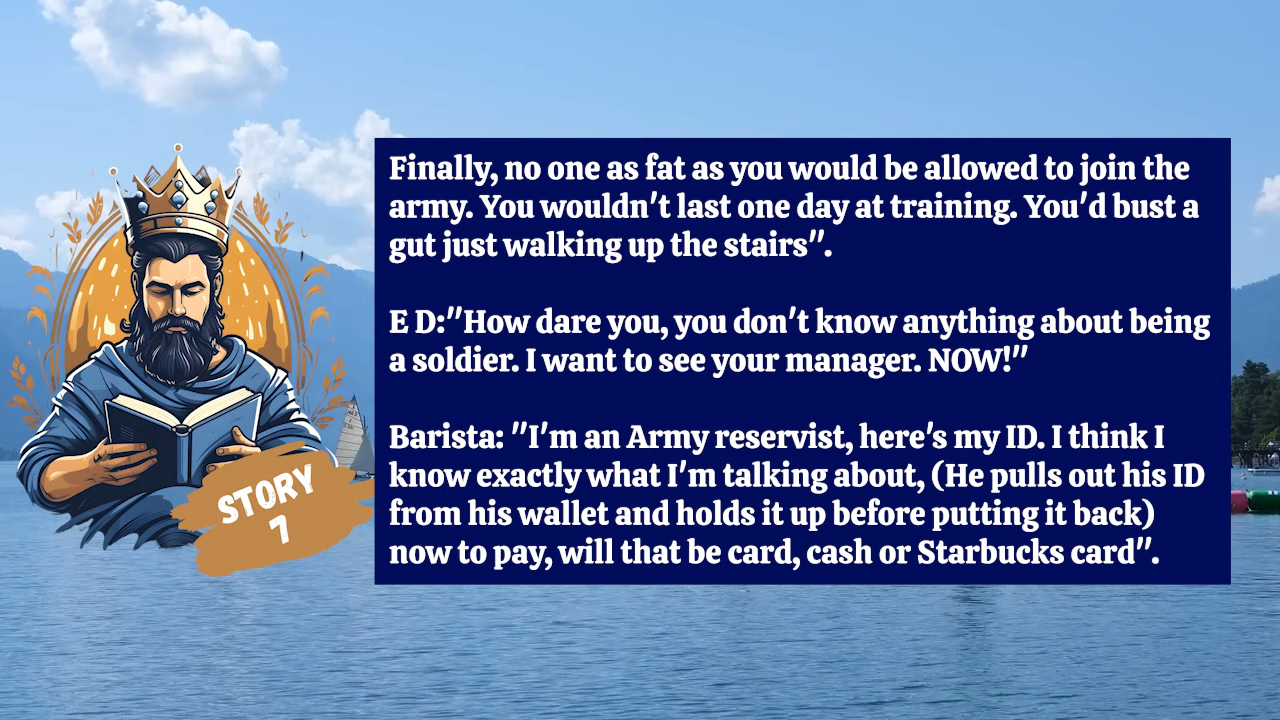 Finally, no one as fat as you would be allowed to join the
army. You wouldn't last one day at training. You'd bust a
gut just walking up the stairs".
E D:"How dare you, you don't know anything about being
a soldier. I want to see your manager. NOW!"
Barista: "I'm an Army reservist, here's my ID. I think I
know exactly what I'm talking about, (He pulls out his ID
from his wallet and holds it up before putting it back)
now to pay, will that be card, cash or Starbucks card".
STORY
7